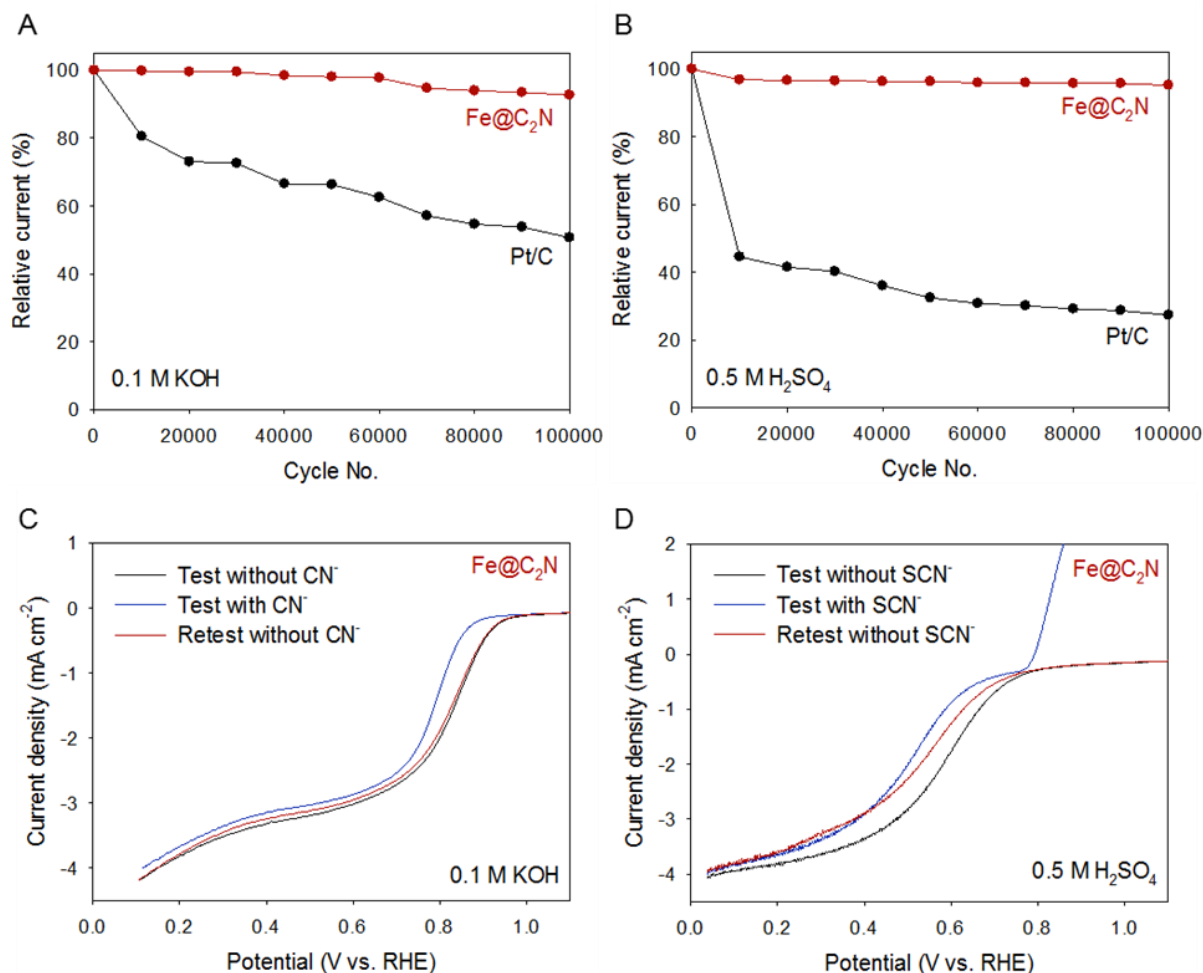 A
100
80
60
40
20
0
Relative current (%)
Fe@C₂N
Pt/C
0.1 M KOH
0 20000 40000 60000 80000 100000
Cycle No.
B
100
80
60
40
20
0
Relative current (%)
Fe@C₂N
Pt/C
0.5 M H₂SO₄
0 20000 40000 60000 80000 100000
Cycle No.
C
1
0
-1
-2
-3
-4
Current density (mA cm⁻²)
Fe@C₂N
Test without CN⁻
Test with CN⁻
Retest without CN⁻
0.1 M KOH
0.0 0.2 0.4 0.6 0.8 1.0
Potential (V vs. RHE)
D
2
1
0
-1
-2
-3
-4
Current density (mA cm⁻²)
Fe@C₂N
Test without SCN⁻
Test with SCN⁻
Retest without SCN⁻
0.5 M H₂SO₄
0.0 0.2 0.4 0.6 0.8 1.0
Potential (V vs. RHE)